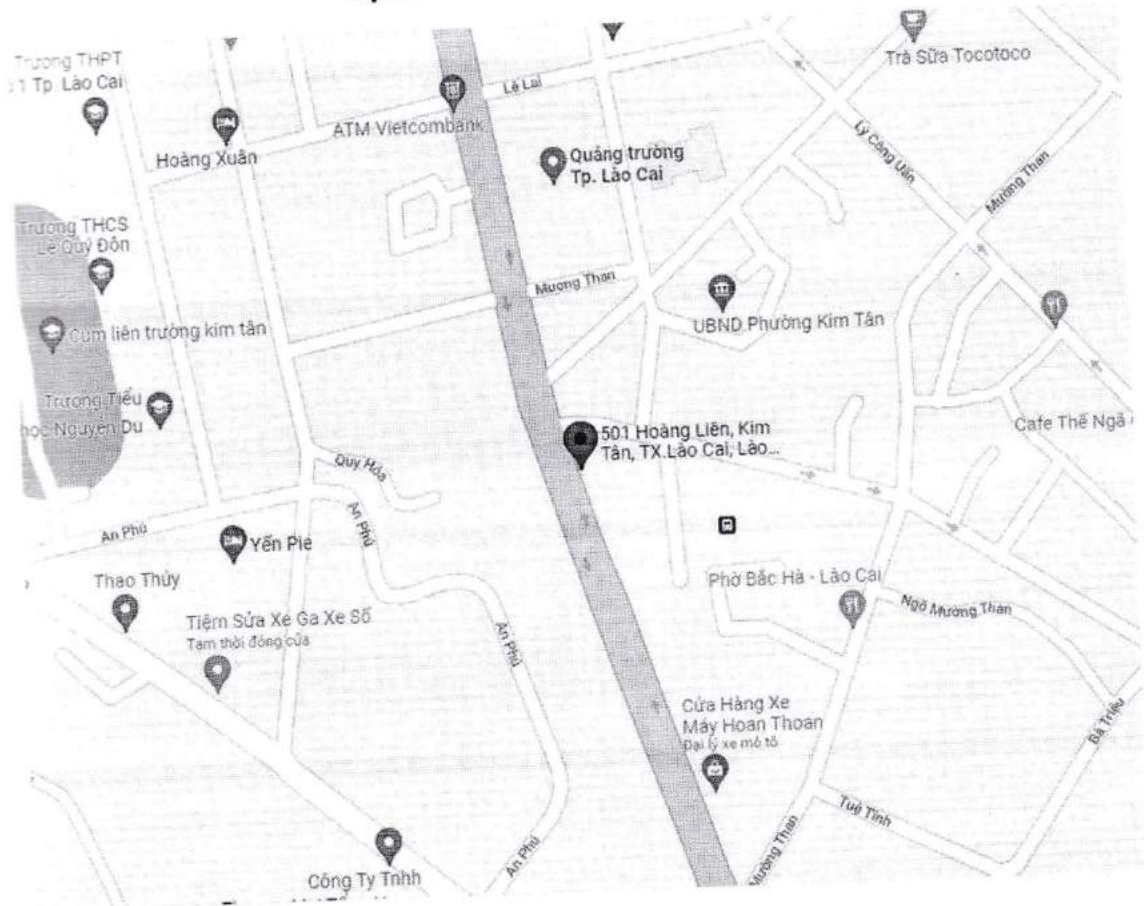 Trường THPT
1 Tp. Lào Cai
Trà Sữa Tocotoco
Lê Lai
ATM Vietcombank
Hoàng Xuân
Quảng trường
Tp. Lào Cai
Lý Công Uẩn
Mường Than
Trường THCS
Lê Quý Đôn
Mường Than
UBND Phường Kim Tân
Cụm liên trường kim tân
Trường Tiểu
học Nguyễn Du
501 Hoàng Liên, Kim
Tân, TX.Lào Cai, Lào...
Cafe Thế Ngã
Quy Hóa
An Phú
An Phú
Yến Pie
Thao Thủy
Phở Bắc Hà - Lào Cai
Ngõ Mường Than
Tiệm Sửa Xe Ga Xe Số
Tạm thời đóng cửa
An Phú
Cửa Hàng Xe
Máy Hoan Thoan
Đại lý xe mô tô
Bà Triệu
Tuệ Tĩnh
Mường Than
An Phú
Công Ty Tnhh